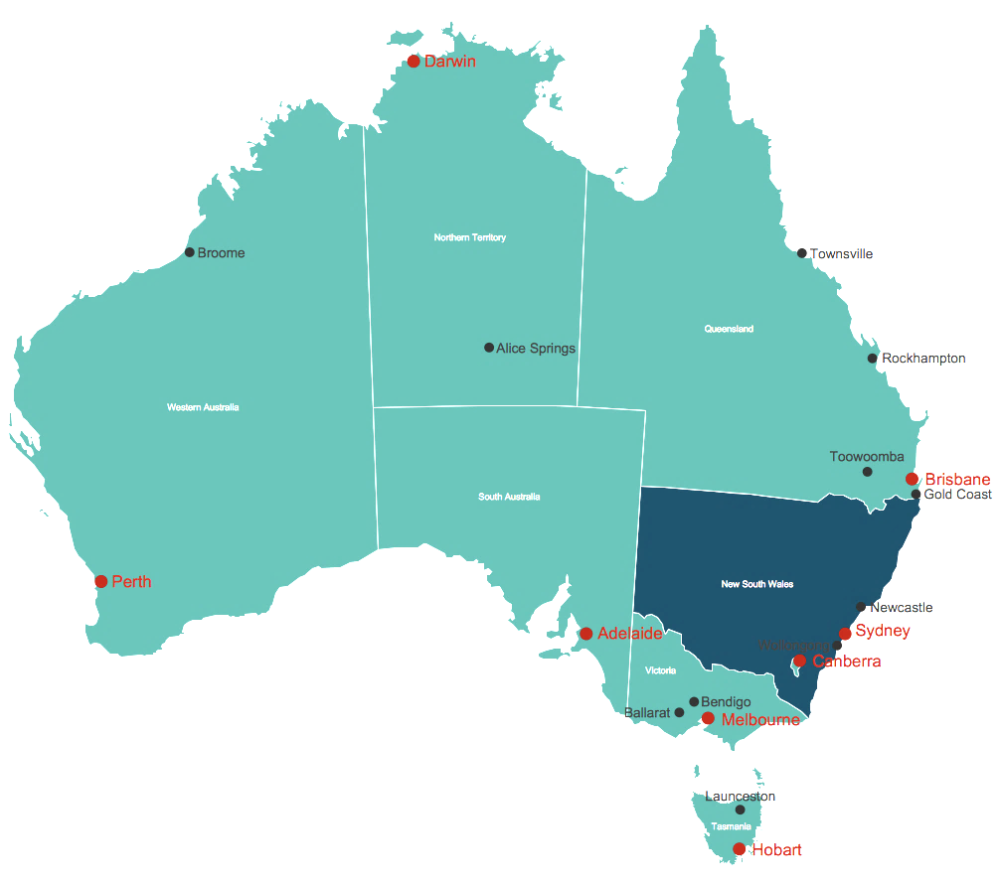 Darwin
Northern Territory
Broome
Townsville
Queensland
Alice Springs
Rockhampton
Western Australia
Toowoomba
Brisbane
Gold Coast
South Australia
Perth
New South Wales
Newcastle
Sydney
Adelaide
Wollongong
Canberra
Victoria
Bendigo
Ballarat
Melbourne
Launceston
Tasmania
Hobart